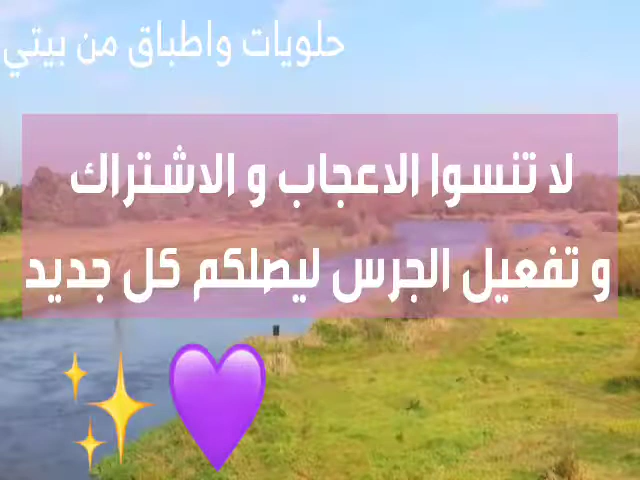 حلويات واطباق من بيتي
لا تنسوا الاعجاب و الاشتراك
و تفعيل الجرس ليصلكم كل جديد